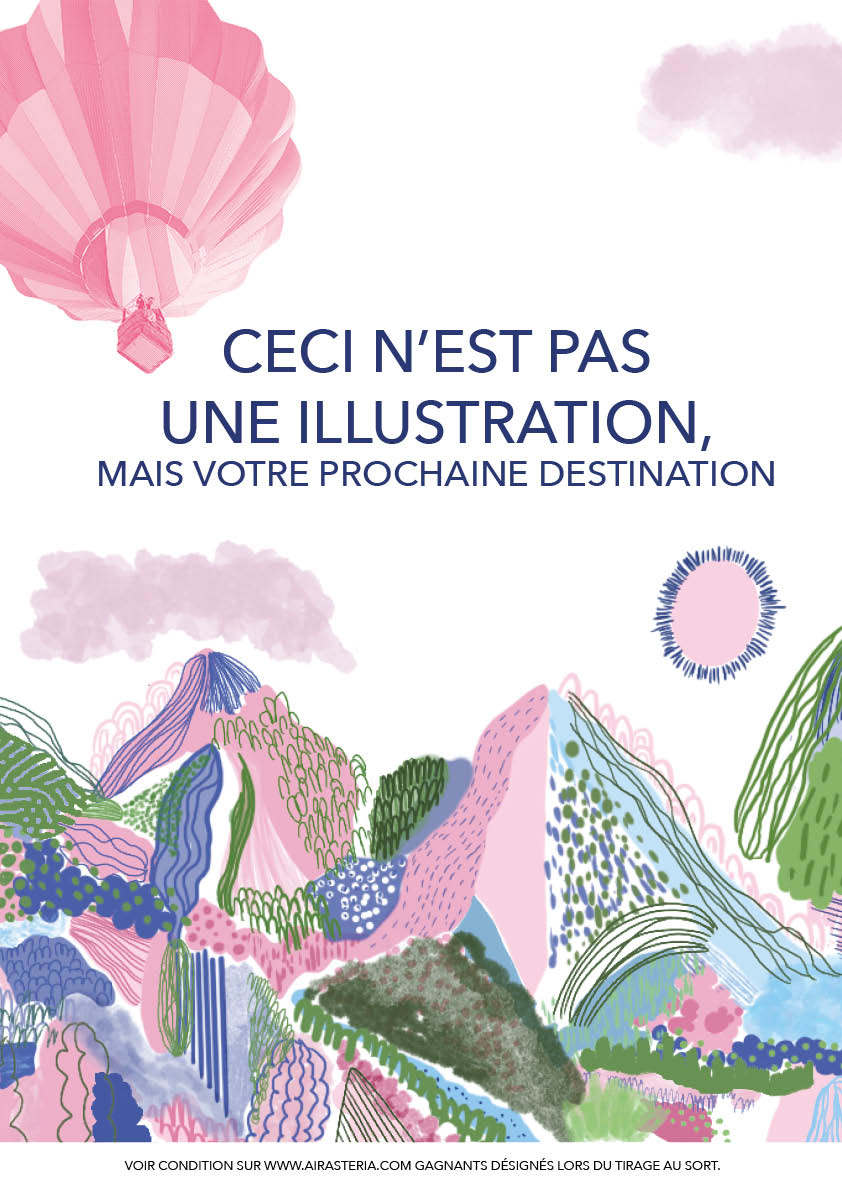 CECI N’EST PAS
UNE ILLUSTRATION,
MAIS VOTRE PROCHAINE DESTINATION
VOIR CONDITION SUR WWW.AIRASTERIA.COM GAGNANTS DÉSIGNÉS LORS DU TIRAGE AU SORT.